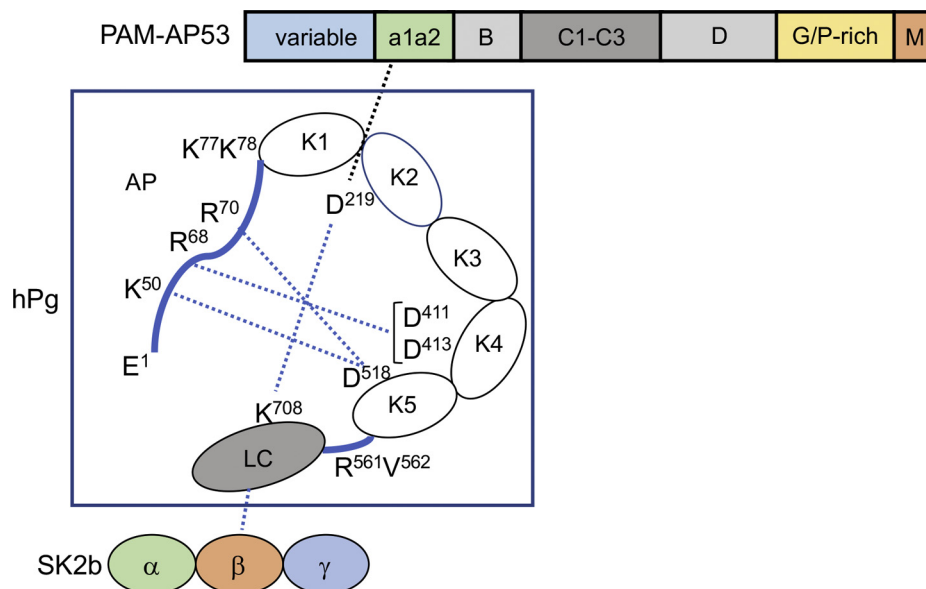 PAM-AP53 variable a1a2 B C1-C3 D G/P-rich M
K⁷⁷K⁷⁸ K1
AP
K2
D²¹⁹
R⁷⁰
R⁶⁸
K3
K⁵⁰
hPg
D⁴¹¹
D⁴¹³
K4
E¹
D⁵¹⁸
K5
K⁷⁰⁸
LC
R⁵⁶¹V⁵⁶²
SK2b α β γ